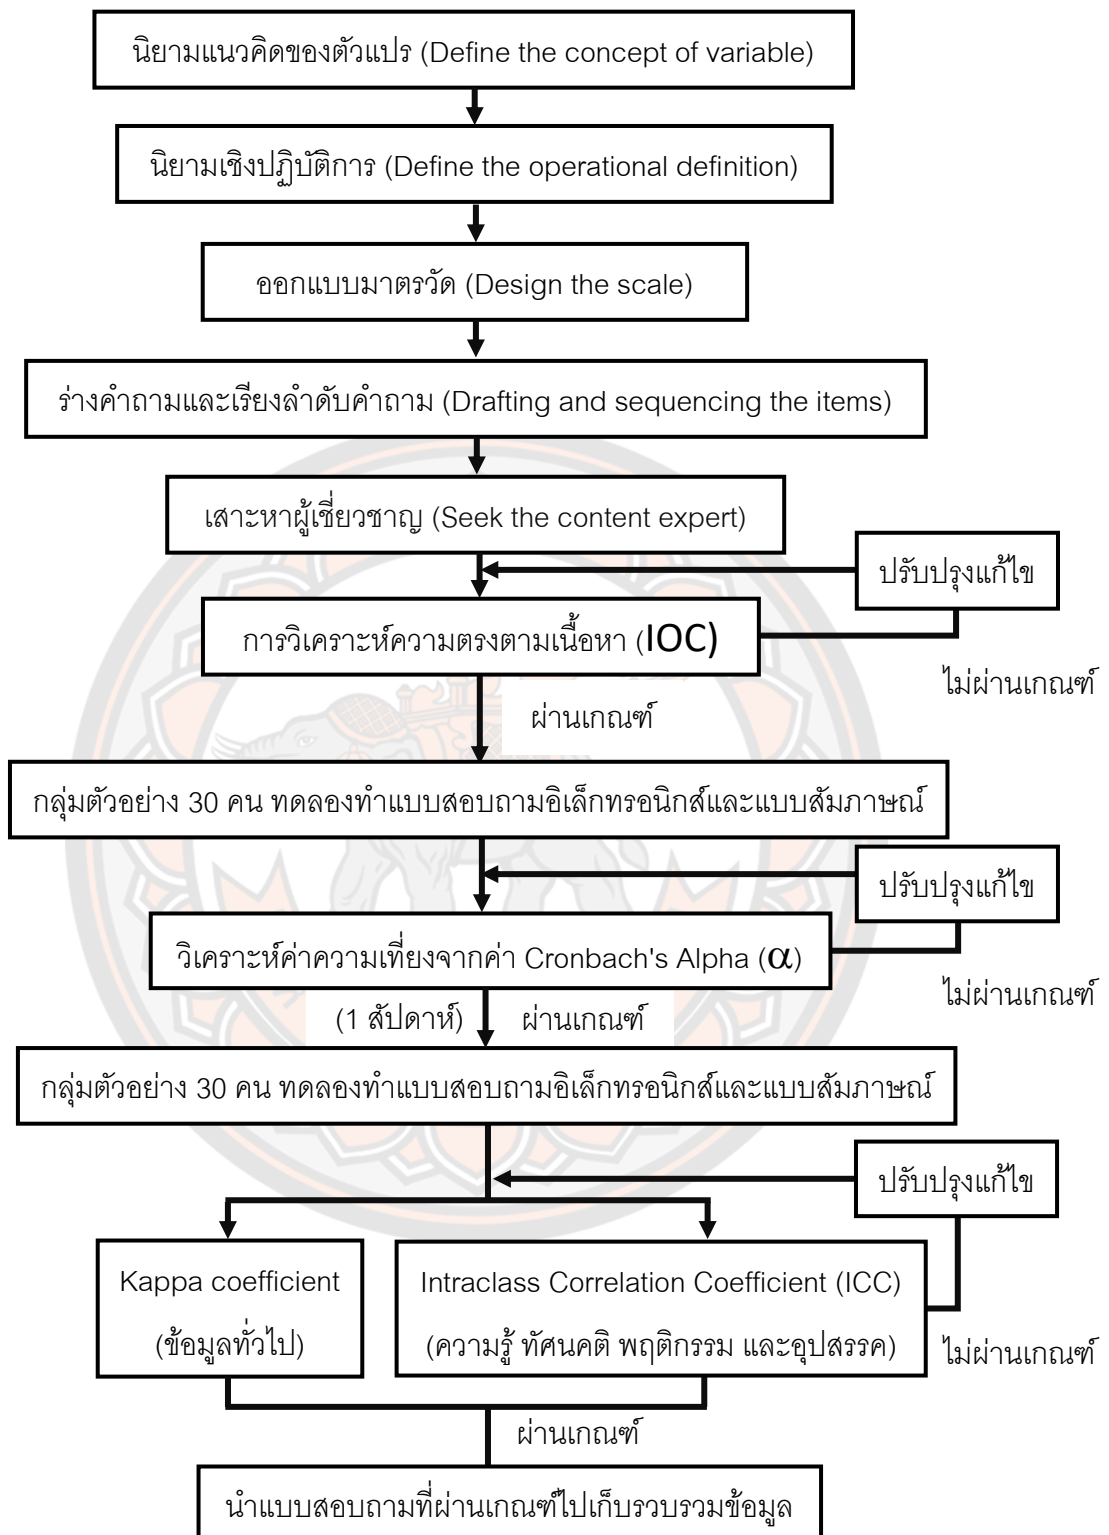 นิยามแนวคิดของตัวแปร (Define the concept of variable)
นิยามเชิงปฏิบัติการ (Define the operational definition)
ออกแบบมาตรวัด (Design the scale)
ร่างคำถามและเรียงลำดับคำถาม (Drafting and sequencing the items)
เสาะหาผู้เชี่ยวชาญ (Seek the content expert)
ปรับปรุงแก้ไข
การวิเคราะห์ความตรงตามเนื้อหา (IOC)
ไม่ผ่านเกณฑ์
ผ่านเกณฑ์
กลุ่มตัวอย่าง 30 คน ทดลองทำแบบสอบถามอิเล็กทรอนิกส์และแบบสัมภาษณ์
ปรับปรุงแก้ไข
วิเคราะห์ค่าความเที่ยงจากค่า Cronbach's Alpha (α)
ไม่ผ่านเกณฑ์
(1 สัปดาห์) ผ่านเกณฑ์
กลุ่มตัวอย่าง 30 คน ทดลองทำแบบสอบถามอิเล็กทรอนิกส์และแบบสัมภาษณ์
ปรับปรุงแก้ไข
Kappa coefficient
(ข้อมูลทั่วไป)
Intraclass Correlation Coefficient (ICC)
(ความรู้ ทัศนคติ พฤติกรรม และอุปสรรค)
ไม่ผ่านเกณฑ์
ผ่านเกณฑ์
นำแบบสอบถามที่ผ่านเกณฑ์ไปเก็บรวบรวมข้อมูล